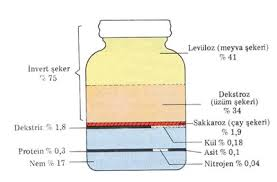 Levüloz (meyva şekeri)
% 41
İnvert şeker
% 75
Dekstroz
(üzüm şekeri)
% 34
Sakkaroz (çay şekeri)
% 1,9
Dekstrir % 1,8
Kül % 0,18
Protein % 0,3
Asit % 0,1
Nem % 17
Nitrojen % 0,04